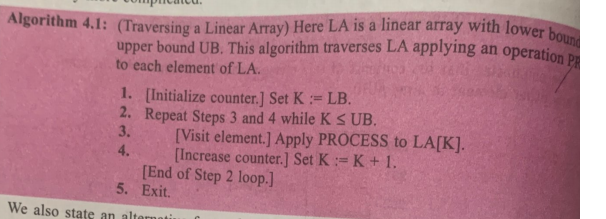 Algorithm 4.1: (Traversing a Linear Array) Here LA is a linear array with lower bound
upper bound UB. This algorithm traverses LA applying an operation
to each element of LA.
1. [Initialize counter.] Set K := LB.
2. Repeat Steps 3 and 4 while K ≤ UB.
3. [Visit element.] Apply PROCESS to LA[K].
4. [Increase counter.] Set K := K + 1.
[End of Step 2 loop.]
5. Exit.
We also state an